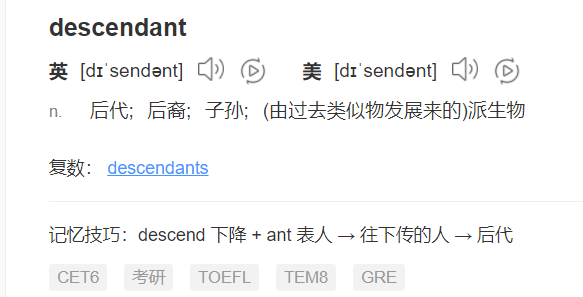 descendant
英 [dɪˈsendənt] 美 [dɪˈsendənt]
n. 后代；后裔；子孙；(由过去类似物发展来的)派生物
复数： descendants
记忆技巧：descend 下降 + ant 表人 → 往下传的人 → 后代
CET6 考研 TOEFL TEM8 GRE